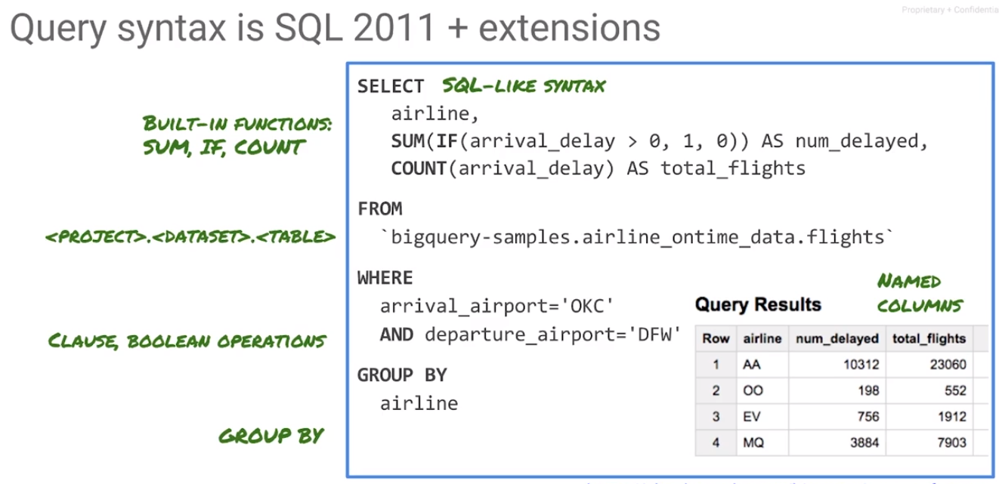 Proprietary + Confidentia
Query syntax is SQL 2011 + extensions
SELECT SQL-LIKE SYNTAX
airline,
BUILT-IN FUNCTIONS:
SUM, IF, COUNT
SUM(IF(arrival_delay > 0, 1, 0)) AS num_delayed,
COUNT(arrival_delay) AS total_flights
FROM
<PROJECT>.<DATASET>.<TABLE>
`bigquery-samples.airline_ontime_data.flights`
WHERE
arrival_airport='OKC'
CLAUSE, BOOLEAN OPERATIONS
AND departure_airport='DFW'
GROUP BY
airline
GROUP BY
NAMED
COLUMNS
Query Results
Row airline num_delayed total_flights
1 AA 10312 23060
2 OO 198 552
3 EV 756 1912
4 MQ 3884 7903